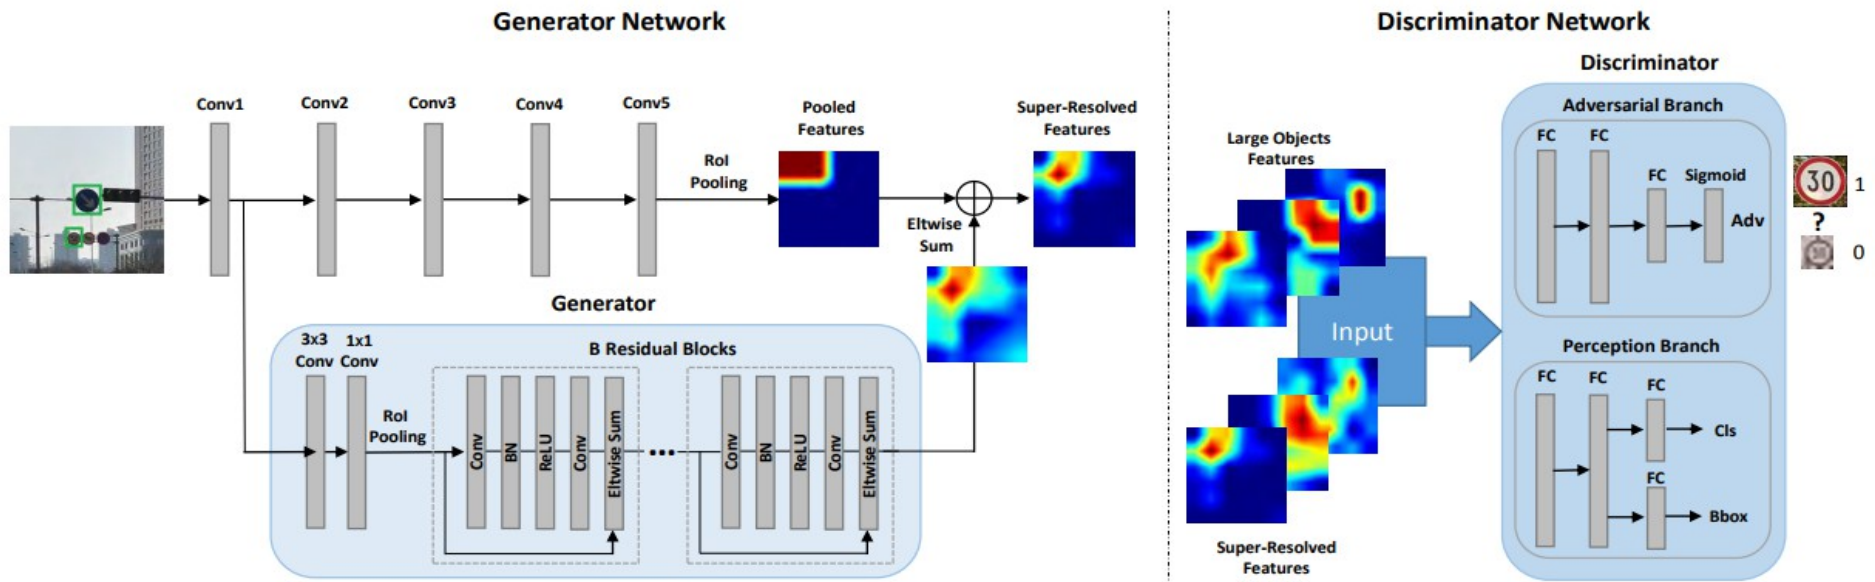 Generator Network
Conv1
Conv2
Conv3
Conv4
Conv5
RoI
Pooling
Pooled
Features
Eltwise
Sum
Super-Resolved
Features
Generator
3x3
Conv
1x1
Conv
RoI
Pooling
B Residual Blocks
Conv
BN
ReLU
Conv
Eltwise Sum
...
Conv
BN
ReLU
Conv
Eltwise Sum
Discriminator Network
Large Objects
Features
Input
Super-Resolved
Features
Discriminator
Adversarial Branch
FC
FC
FC
Sigmoid
Adv
30
1
?
0
Perception Branch
FC
FC
FC
Cls
FC
Bbox